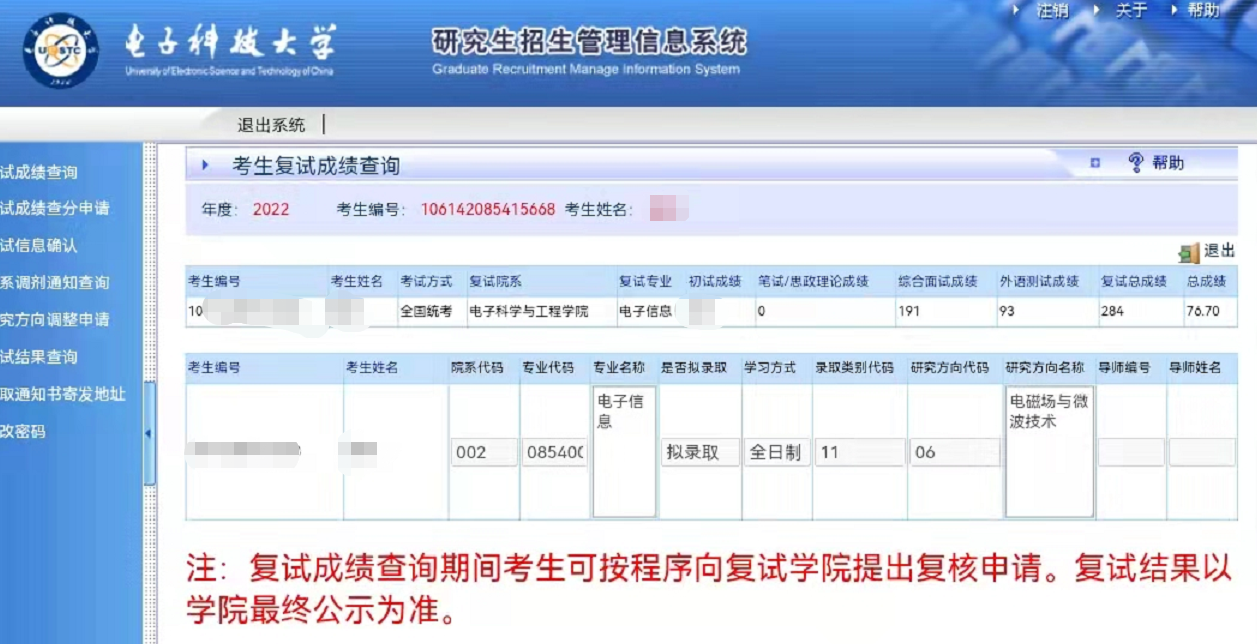 注销 关于 帮助
电子科技大学
University of Electronic Science and Technology of China
研究生招生管理信息系统
Graduate Recruitment Manage Information System
退出系统
试成绩查询
试成绩查分申请
试信息确认
系调剂通知查询
究方向调整申请
试结果查询
取通知书寄发地址
改密码
考生复试成绩查询 帮助
年度: 2022 考生编号: 106142085415668 考生姓名:
退出
考生编号 考生姓名 考试方式 复试院系 复试专业 初试成绩 笔试/思政理论成绩 综合面试成绩 外语测试成绩 复试总成绩 总成绩
10 全国统考 电子科学与工程学院 电子信息 0 191 93 284 76.70
考生编号 考生姓名 院系代码 专业代码 专业名称 是否拟录取 学习方式 录取类别代码 研究方向代码 研究方向名称 导师编号 导师姓名
电子信
息
002 08540 拟录取 全日制 11 06
电磁场与微
波技术
注：复试成绩查询期间考生可按程序向复试学院提出复核申请。复试结果以
学院最终公示为准。